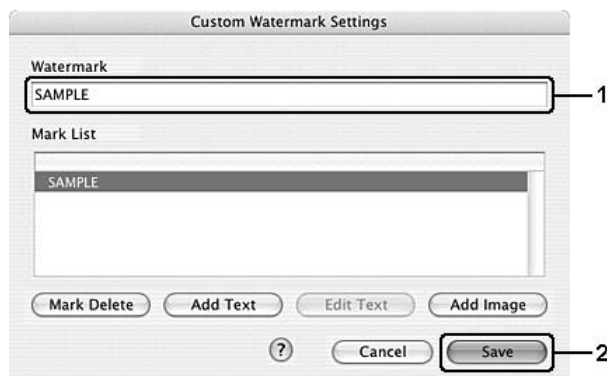 Custom Watermark Settings
Watermark
SAMPLE
1
Mark List
SAMPLE
Mark Delete Add Text Edit Text Add Image
? Cancel Save
2